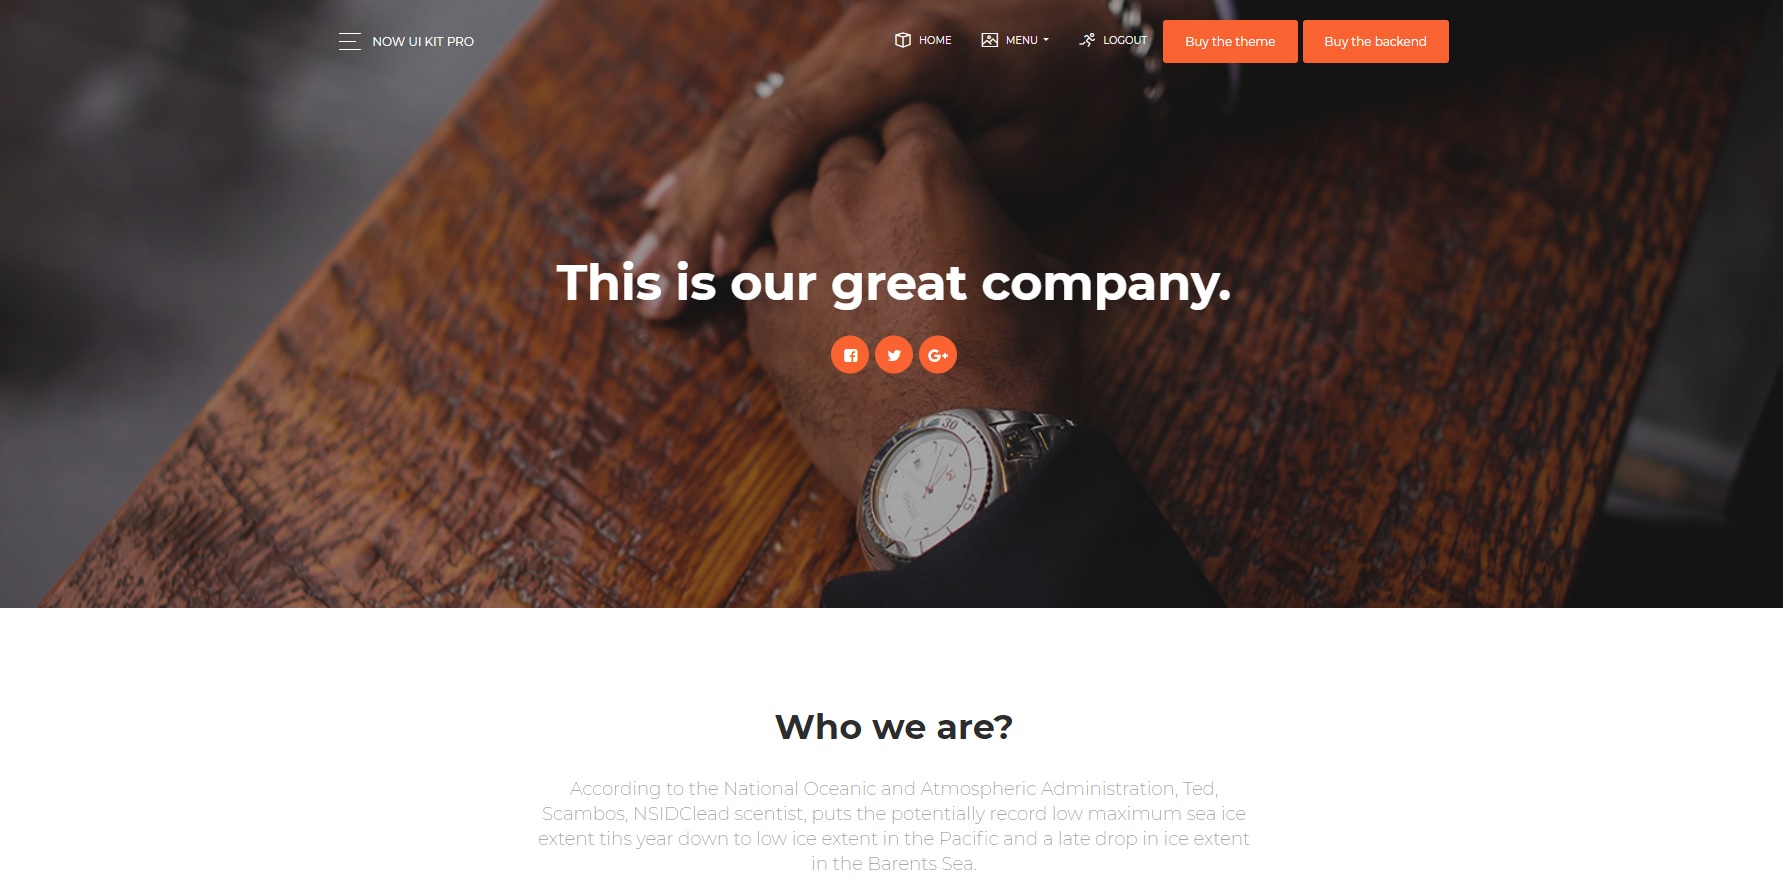 NOW UI KIT PRO
HOME
MENU
LOGOUT
Buy the theme
Buy the backend
This is our great company.
30
45
Who we are?
According to the National Oceanic and Atmospheric Administration, Ted,
Scambos, NSIDClead scentist, puts the potentially record low maximum sea ice
extent tihs year down to low ice extent in the Pacific and a late drop in ice extent
in the Barents Sea.